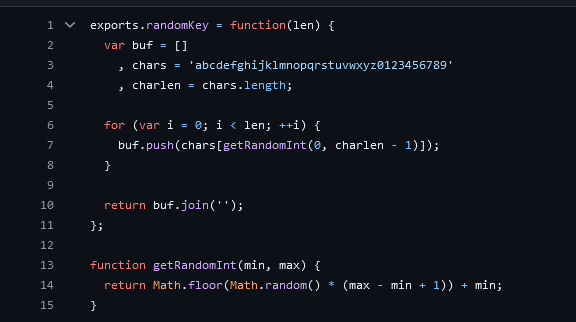 1 exports.randomKey = function(len) {
2 var buf = []
3 , chars = 'abcdefghijklmnopqrstuvwxyz0123456789'
4 , charlen = chars.length;
5
6 for (var i = 0; i < len; ++i) {
7 buf.push(chars[getRandomInt(0, charlen - 1)]);
8 }
9
10 return buf.join('');
11 };
12
13 function getRandomInt(min, max) {
14 return Math.floor(Math.random() * (max - min + 1)) + min;
15 }